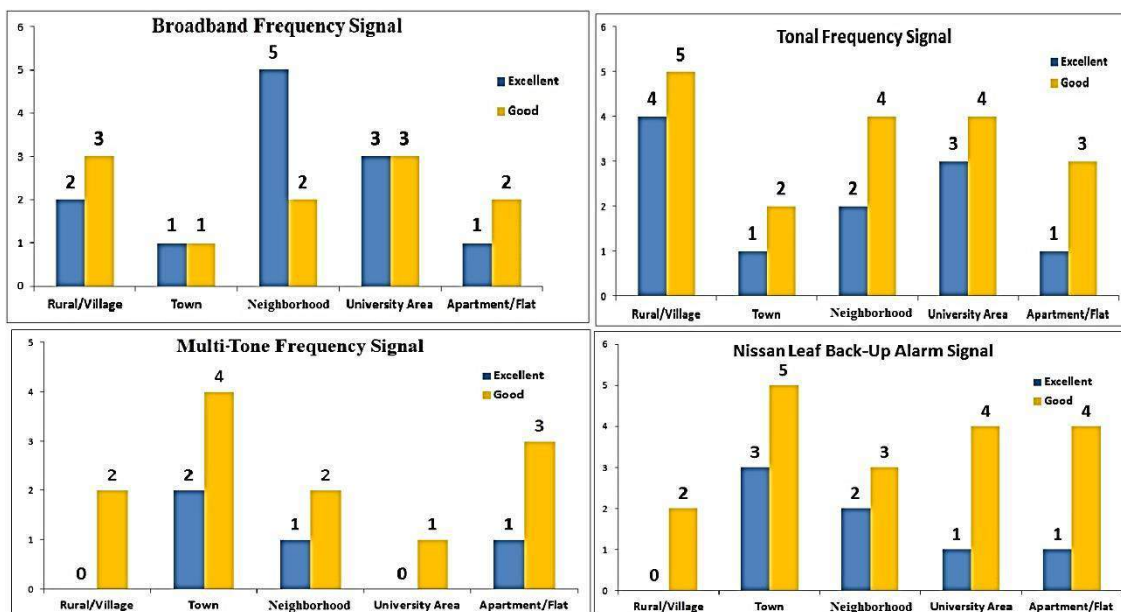 Broadband Frequency Signal
6
5
4
3
2
1
0
Excellent
Good
2 3 1 1 5 2 3 3 1 2
Rural/Village Town Neighborhood University Area Apartment/Flat
Tonal Frequency Signal
6
5
4
3
2
1
0
Excellent
Good
4 5 1 2 2 4 3 4 1 3
Rural/Village Town Neighborhood University Area Apartment/Flat
Multi-Tone Frequency Signal
5
4
3
2
1
0
Excellent
Good
0 2 2 4 1 2 0 1 1 3
Rural/Village Town Neighborhood University Area Apartment/Flat
Nissan Leaf Back-Up Alarm Signal
6
5
4
3
2
1
0
Excellent
Good
0 2 3 5 2 3 1 4 1 4
Rural/Village Town Neighborhood University Area Apartment/Flat